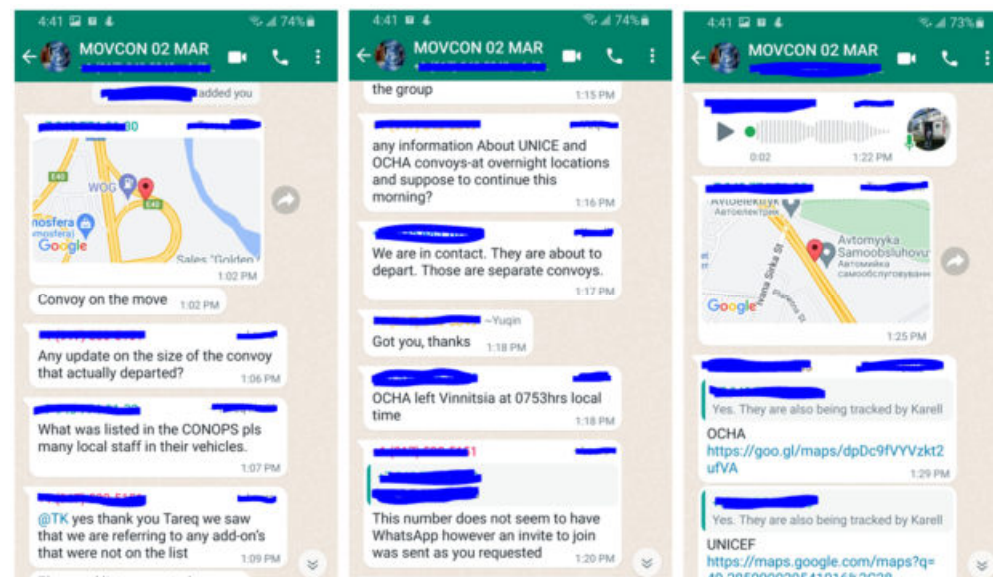 4:41
74%
MOVCON 02 MAR
added you
80
E40
WOG
E40
mosfera
mosfera)
Google
Sales "Golden
1:02 PM
Convoy on the move 1:02 PM
Any update on the size of the convoy
that actually departed?
1:06 PM
What was listed in the CONOPS pls
many local staff in their vehicles.
1:07 PM
@TK yes thank you Tareq we saw
that we are referring to any add-on's
that were not on the list
1:09 PM
4:41
74%
MOVCON 02 MAR
the group
1:15 PM
any information About UNICE and
OCHA convoys-at overnight locations
and suppose to continue this
morning?
1:16 PM
We are in contact. They are about to
depart. Those are separate convoys.
1:17 PM
~Yuqin
Got you, thanks 1:18 PM
OCHA left Vinnitsia at 0753hrs local
time
1:18 PM
This number does not seem to have
WhatsApp however an invite to join
was sent as you requested
1:20 PM
4:41
73%
MOVCON 02 MAR
0:02
1:22 PM
Автоелектрик
Avtomyyka
Samoobsluhovu
Автомийка
самообслуговуванн
Ivana Sirka St
Google
1:25 PM
Yes. They are also being tracked by Karell
OCHA
https://goo.gl/maps/dpDc9fVYVzkt2
ufVA
1:29 PM
Yes. They are also being tracked by Karell
UNICEF
https://maps.google.com/maps?q=